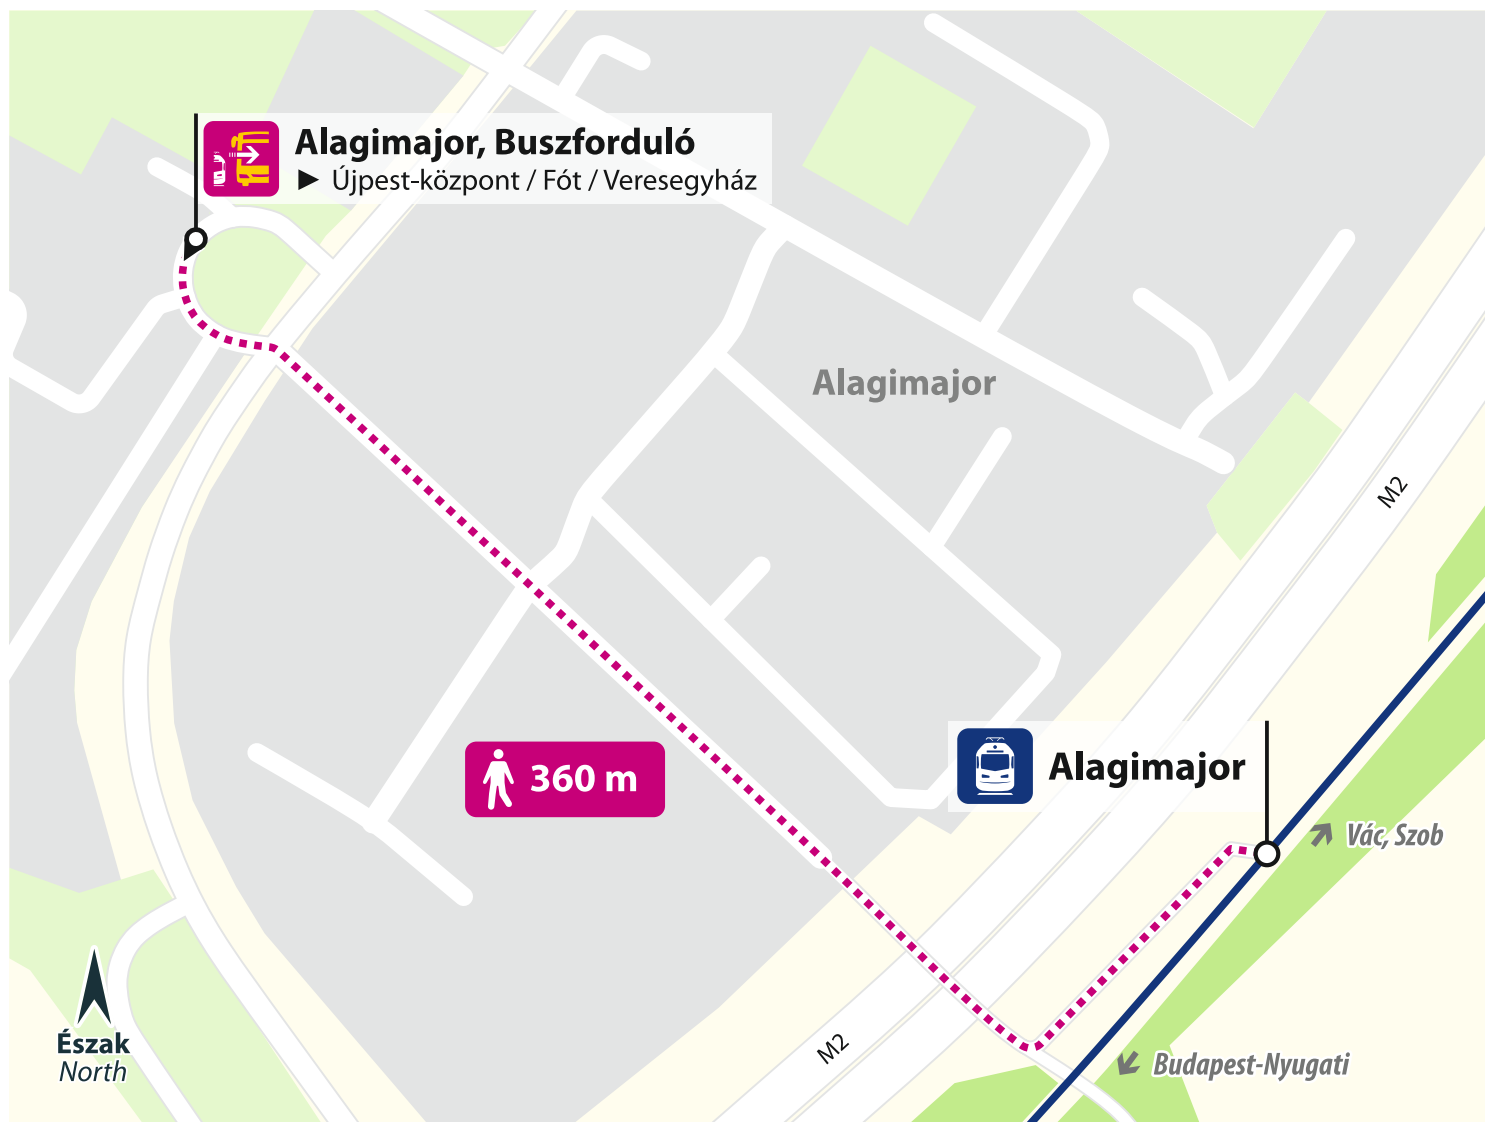 Alagimajor, Buszforduló
► Újpest-központ / Fót / Veresegyház
Alagimajor
M2
360 m
Alagimajor
Vác, Szob
M2
Budapest-Nyugati
Észak
North